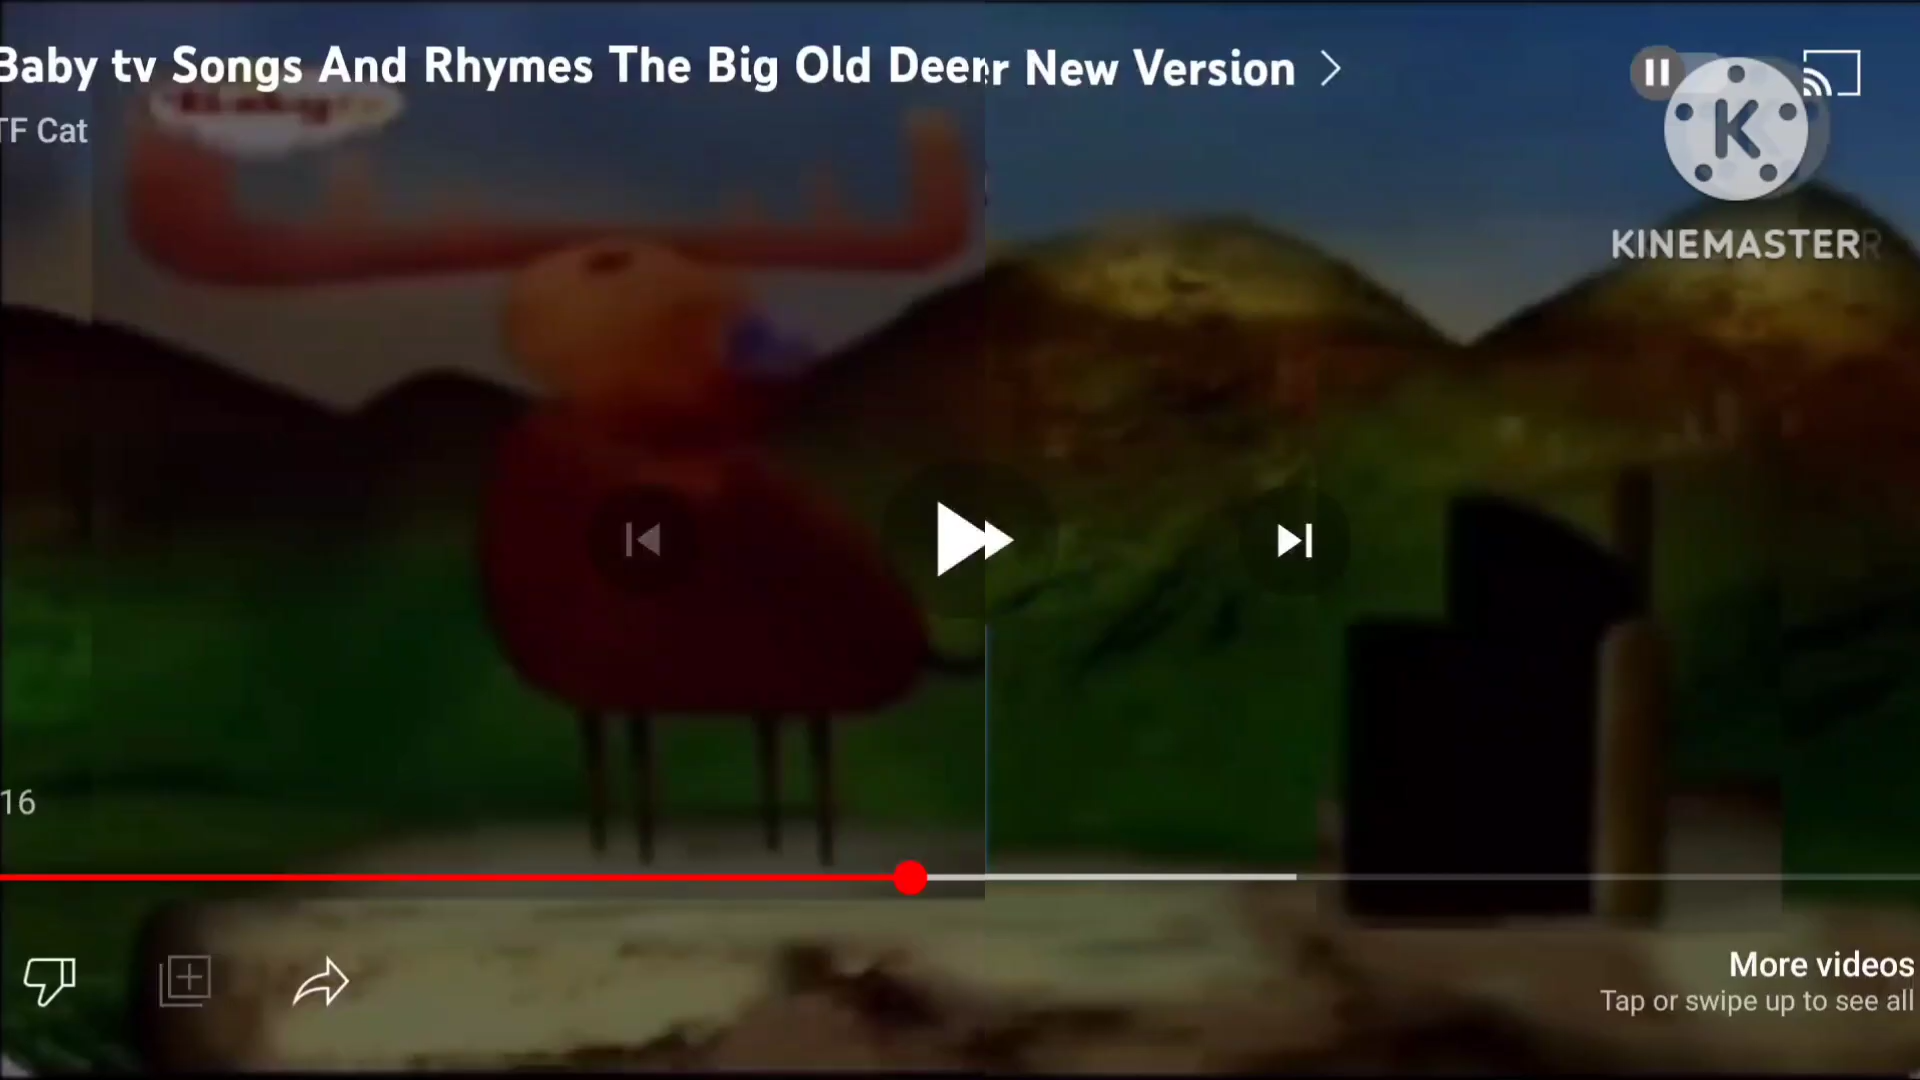 Baby tv Songs And Rhymes The Big Old Deer New Version
TF Cat
K
KINEMASTER
16
More videos
Tap or swipe up to see all